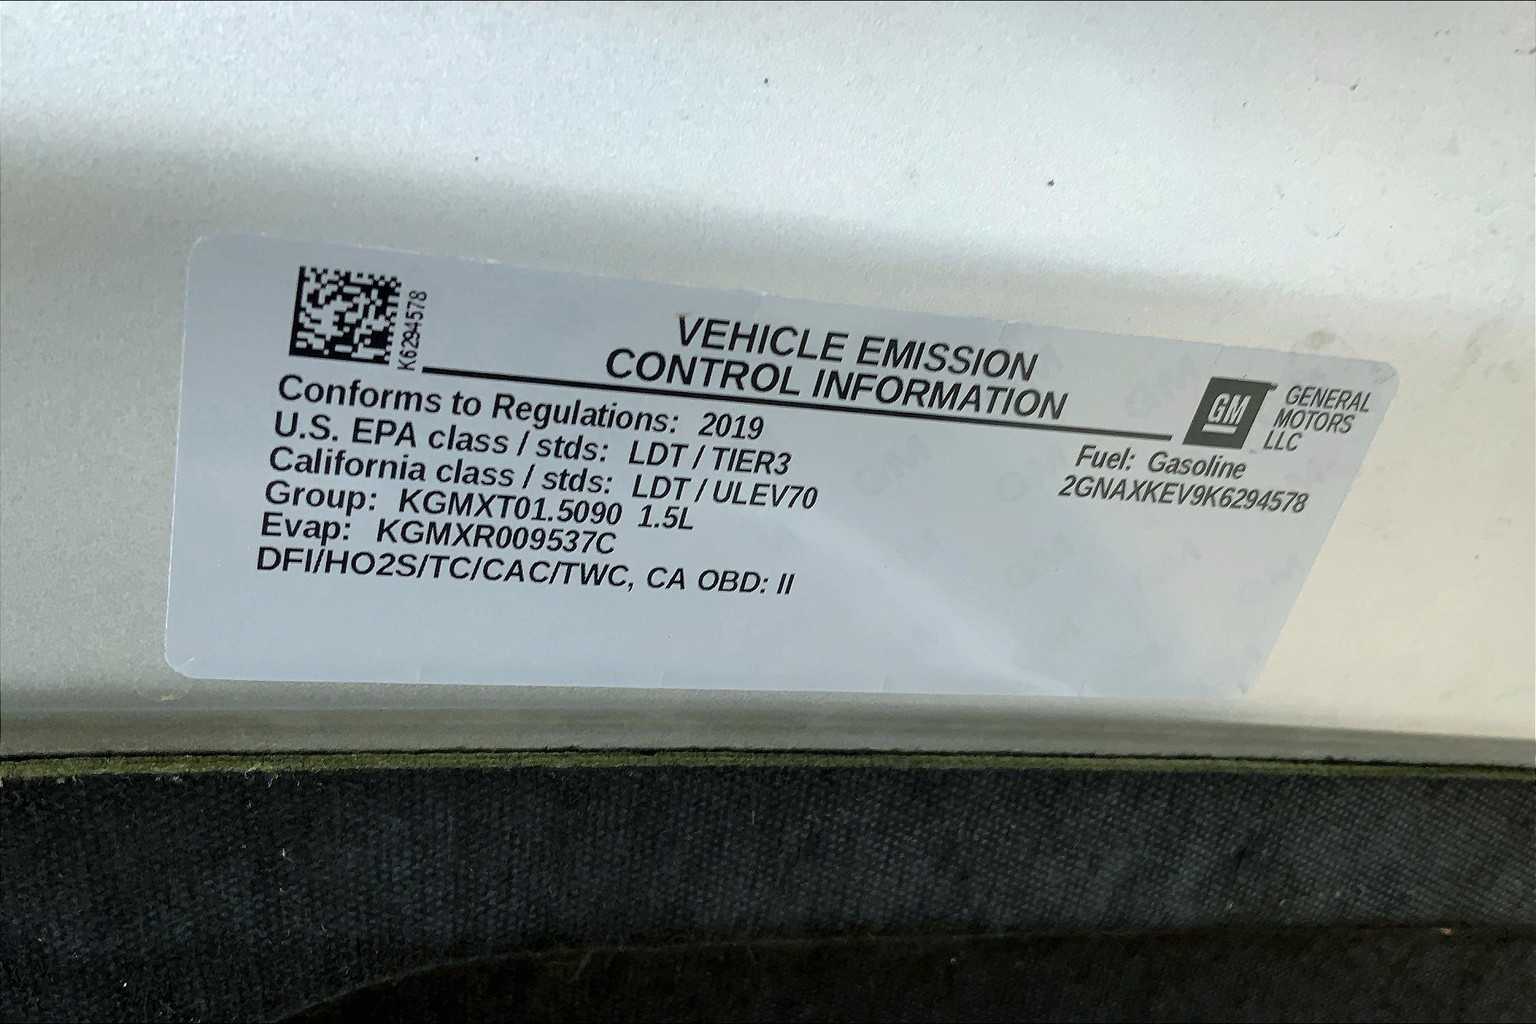 K6294578
VEHICLE EMISSION
CONTROL INFORMATION
GM
GENERAL
MOTORS
LLC
Conforms to Regulations: 2019
U.S. EPA class / stds: LDT / TIER3
California class / stds: LDT / ULEV70
Group: KGMXT01.5090 1.5L
Evap: KGMXR009537C
DFI/HO2S/TC/CAC/TWC, CA OBD: II
Fuel: Gasoline
2GNAXKEV9K6294578